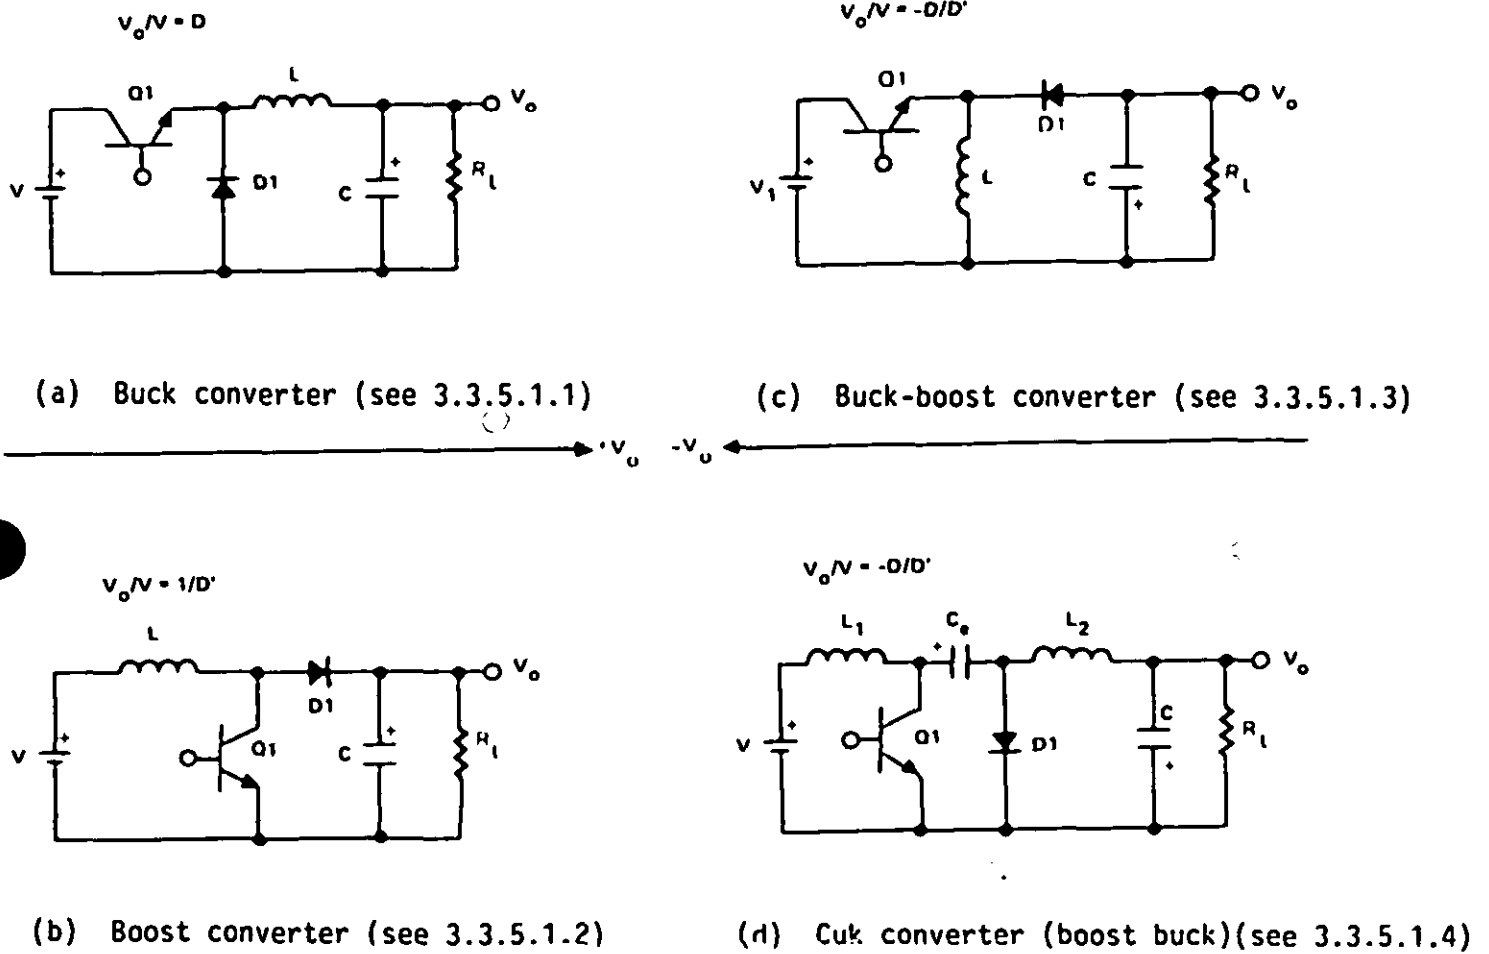 Vo/V = D
Q1
L
Vo
V
+
D1
C
+
RL
(a) Buck converter (see 3.3.5.1.1)
Vo/V = -D/D'
Q1
D1
Vo
V1
+
L
C
+
RL
(c) Buck-boost converter (see 3.3.5.1.3)
+Vo
-Vo
Vo/V = 1/D'
L
D1
Vo
V
+
Q1
C
+
RL
(b) Boost converter (see 3.3.5.1.2)
Vo/V = -D/D'
L1
Ce
+
L2
Vo
V
+
Q1
D1
C
+
RL
(d) Cuk converter (boost buck)(see 3.3.5.1.4)